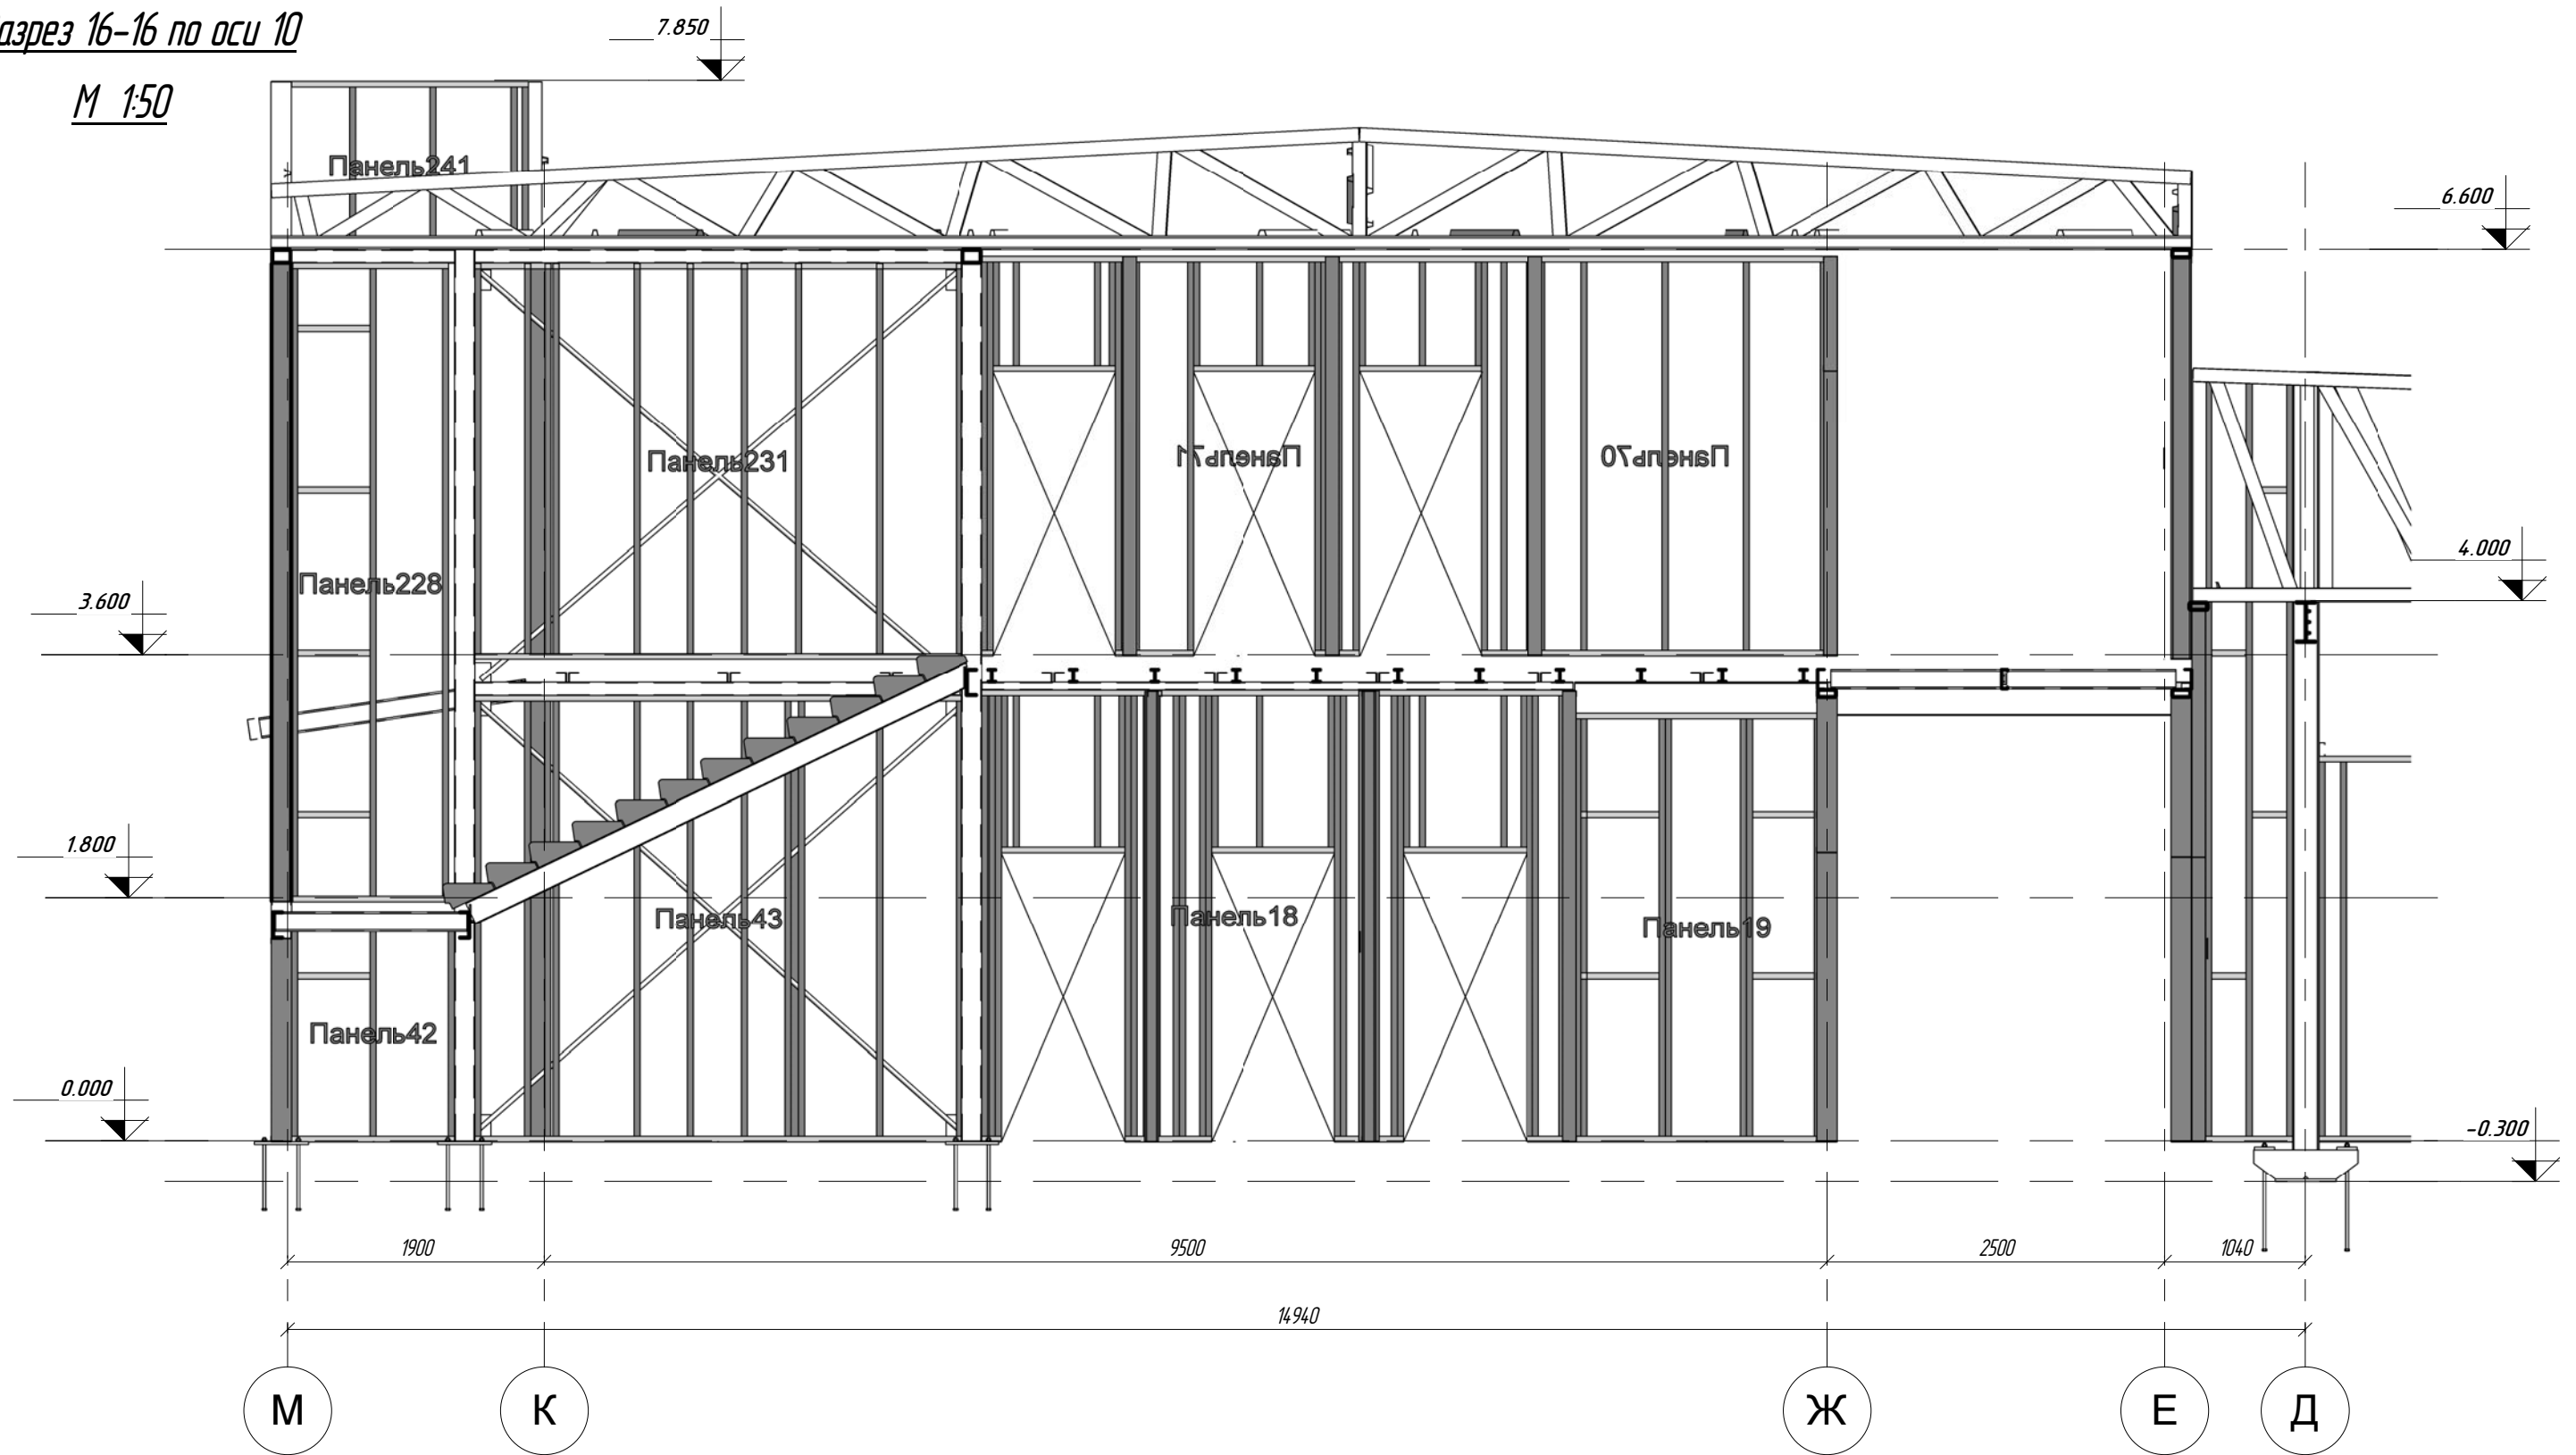 азрез 16-16 по оси 10
М 1:50
7.850
Панель241
6.600
Панель231
Панель71
Панель70
4.000
Панель228
3.600
1.800
Панель43
Панель18
Панель19
Панель42
0.000
-0.300
1900
9500
2500
1040
14940
М
К
Ж
Е
Д